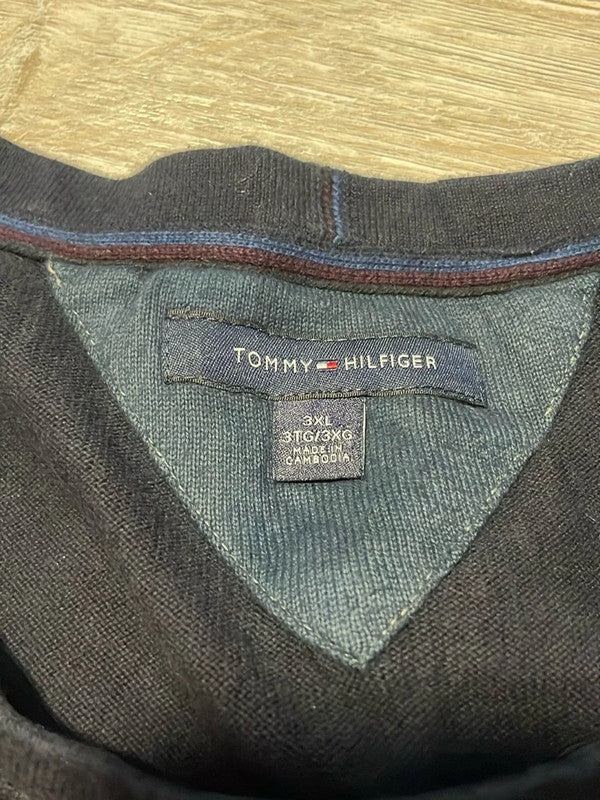 TOMMY HILFIGER
3XL
3TG/3XG
MADE IN
CAMBODIA